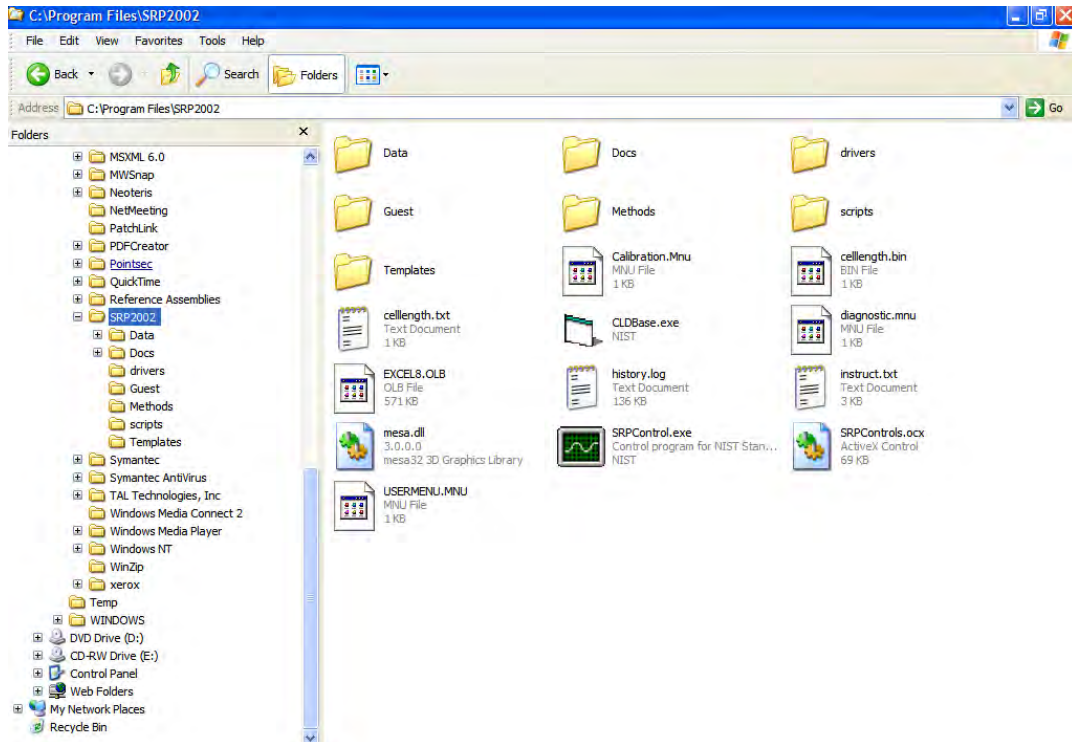 C:\Program Files\SRP2002
File Edit View Favorites Tools Help
Back Search Folders
Address C:\Program Files\SRP2002 Go
Folders
MSXML 6.0
MWSnap
Neoteris
NetMeeting
PatchLink
PDFCreator
Pointsec
QuickTime
Reference Assemblies
SRP2002
Data
Docs
drivers
Guest
Methods
scripts
Templates
Symantec
Symantec AntiVirus
TAL Technologies, Inc
Windows Media Connect 2
Windows Media Player
Windows NT
WinZip
xerox
Temp
WINDOWS
DVD Drive (D:)
CD-RW Drive (E:)
Control Panel
Web Folders
My Network Places
Recycle Bin
Data
Docs
drivers
Guest
Methods
scripts
Templates
Calibration.Mnu
MNU File
1 KB
celllength.bin
BIN File
1 KB
celllength.txt
Text Document
1 KB
CLDBase.exe
NIST
diagnostic.mnu
MNU File
1 KB
EXCEL8.OLB
OLB File
571 KB
history.log
Text Document
136 KB
instruct.txt
Text Document
3 KB
mesa.dll
3.0.0.0
mesa32 3D Graphics Library
SRPControl.exe
Control program for NIST Stan...
NIST
SRPControls.ocx
ActiveX Control
69 KB
USERMENU.MNU
MNU File
1 KB